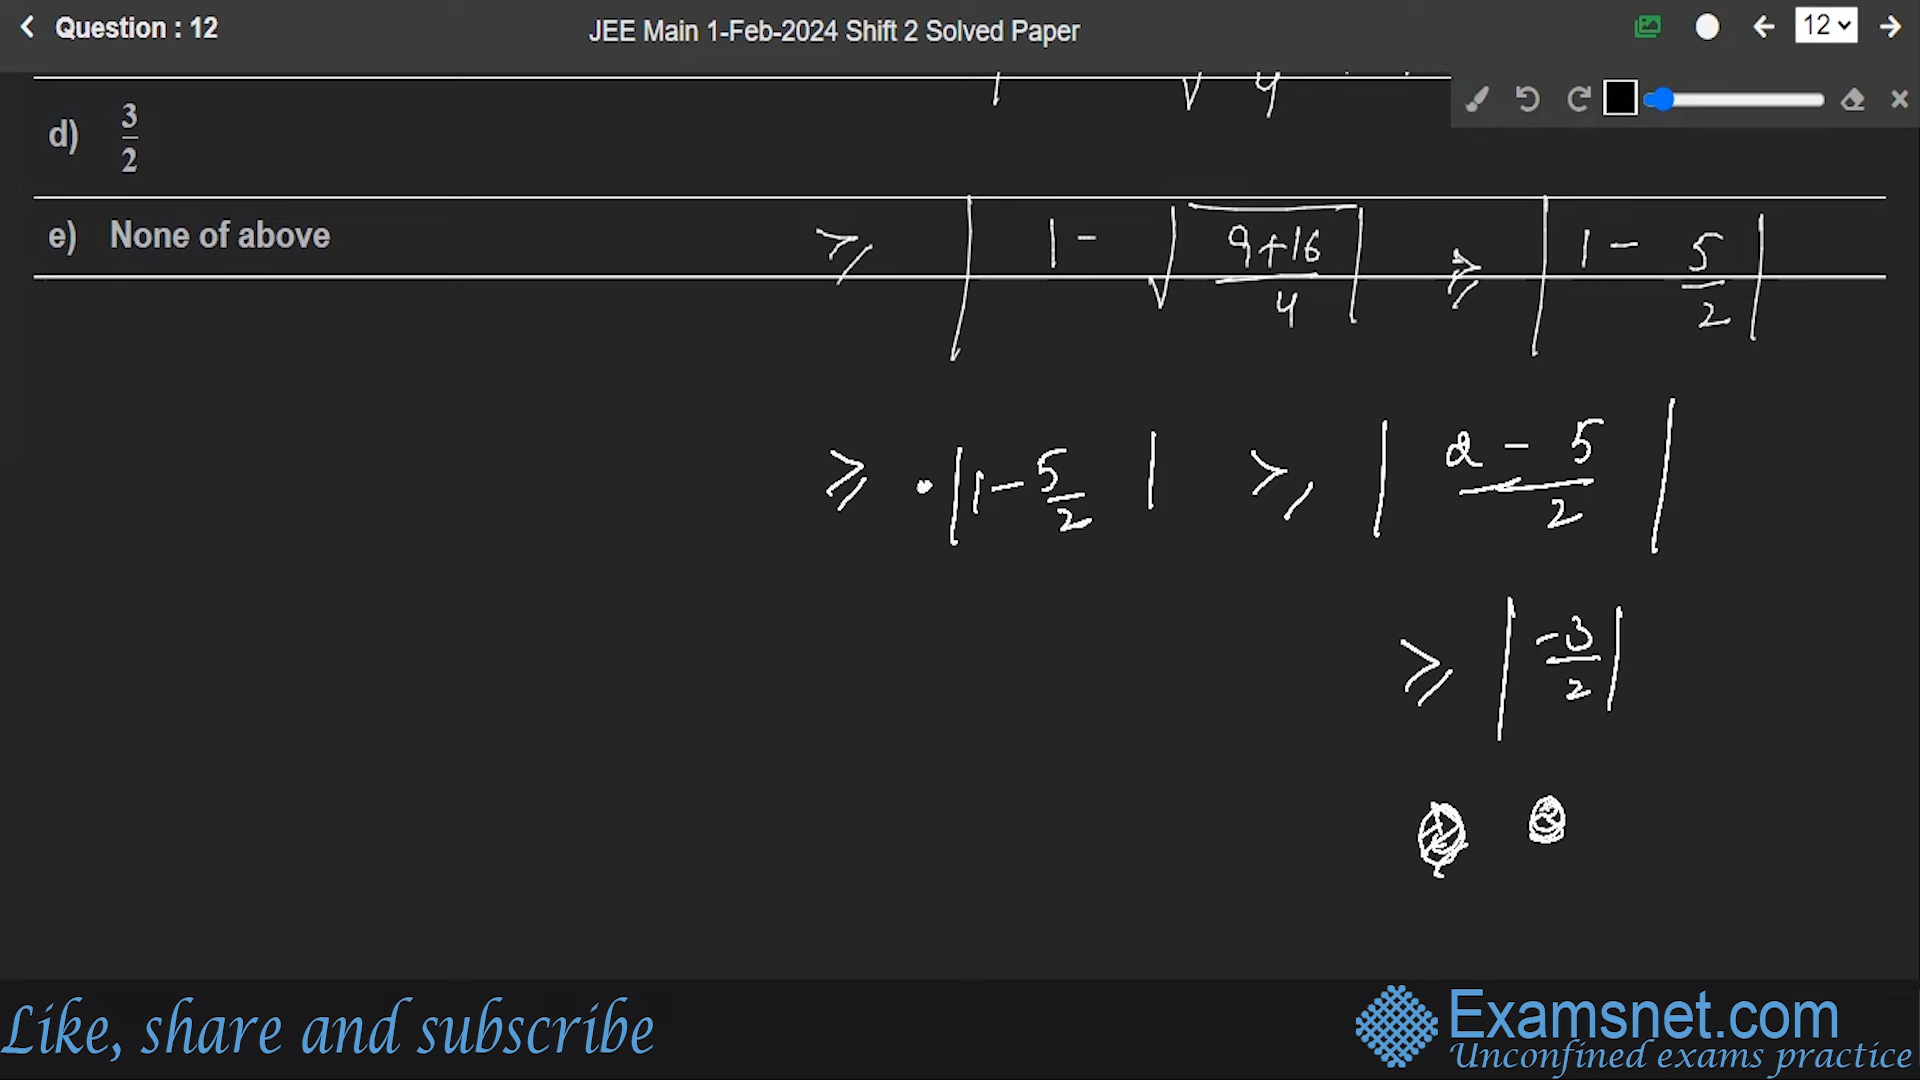 Question : 12 JEE Main 1-Feb-2024 Shift 2 Solved Paper 12
√ 4
d) 3/2
e) None of above ≥ | 1 - √ 9+16/4 | ≥ | 1 - 5/2 |
≥ . | 1 - 5/2 | ≥ | 2 - 5/2 |
≥ | -3/2 |
Like, share and subscribe
Examsnet.com
Unconfined exams practice